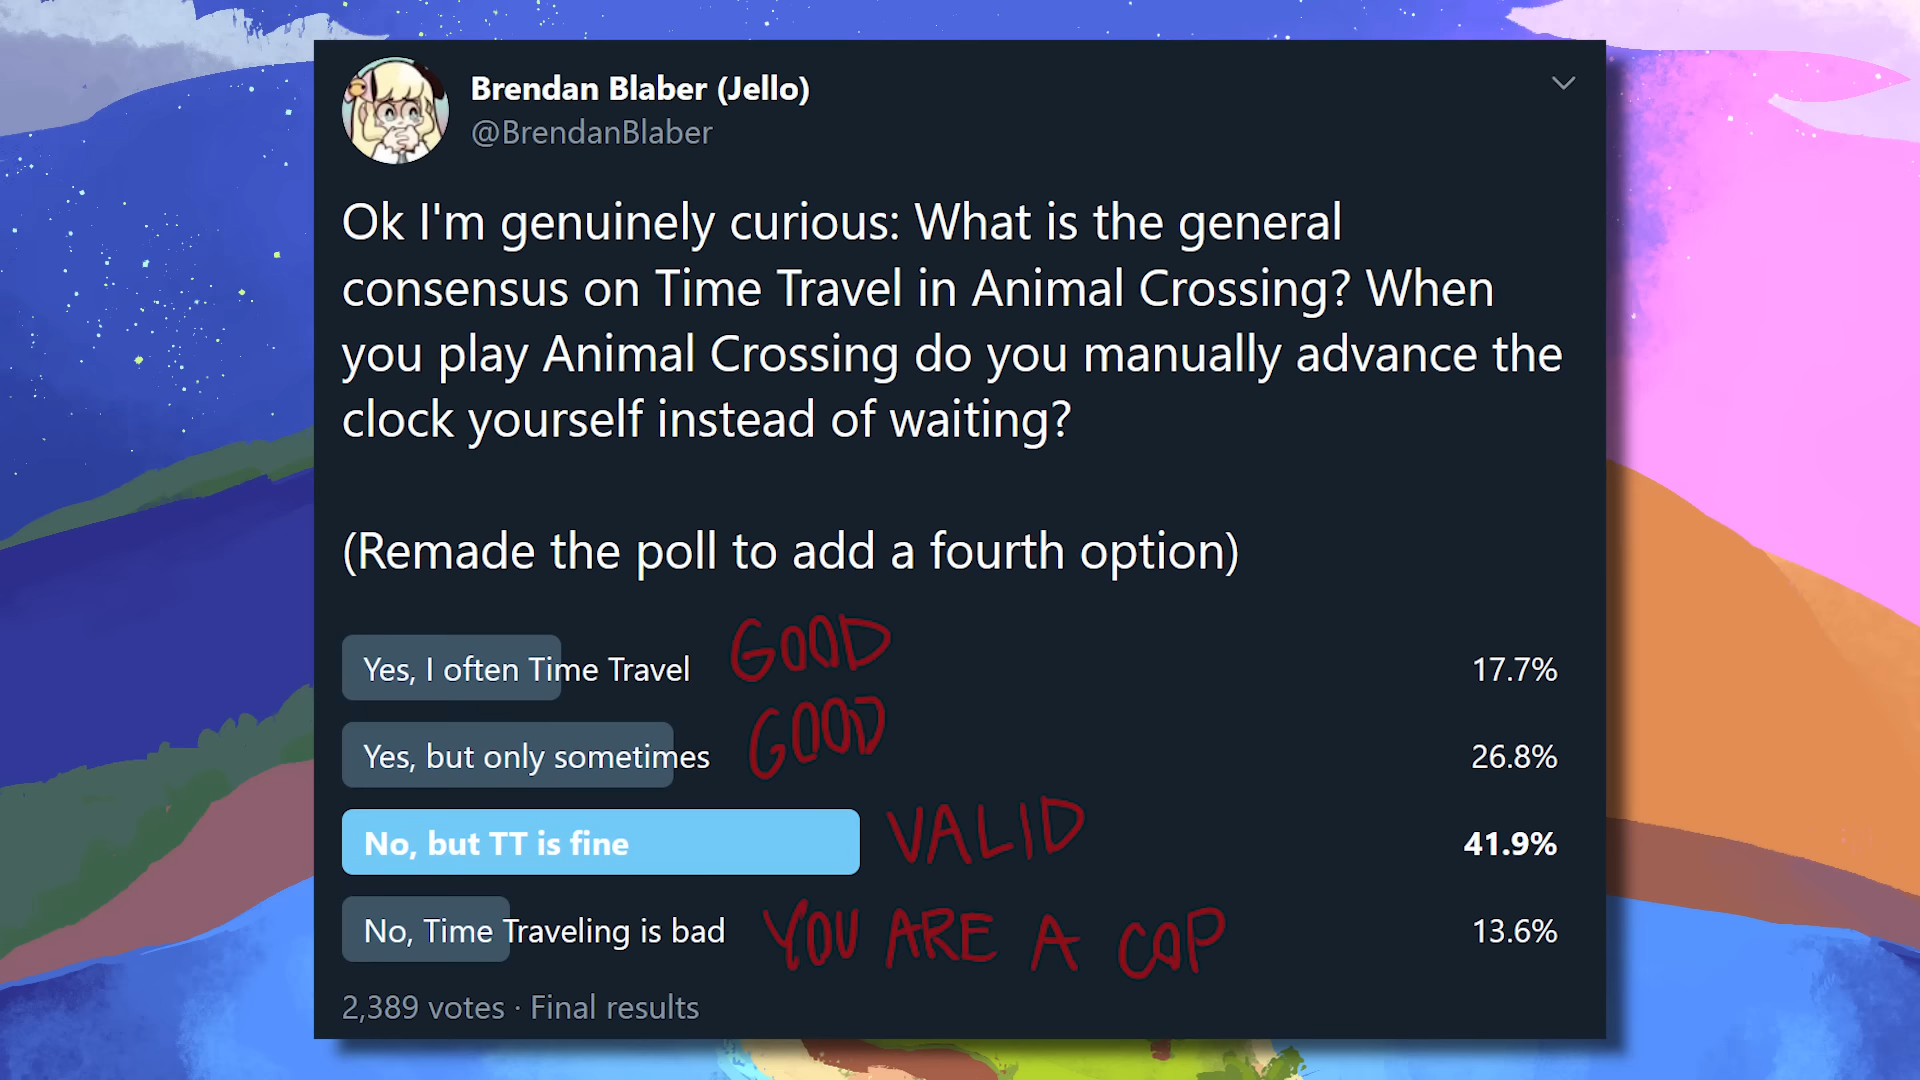 Brendan Blaber (Jello)
@BrendanBlaber
Ok I'm genuinely curious: What is the general
consensus on Time Travel in Animal Crossing? When
you play Animal Crossing do you manually advance the
clock yourself instead of waiting?
(Remade the poll to add a fourth option)
Yes, I often Time Travel GOOD 17.7%
Yes, but only sometimes GOOD 26.8%
No, but TT is fine VALID 41.9%
No, Time Traveling is bad YOU ARE A COP 13.6%
2,389 votes · Final results